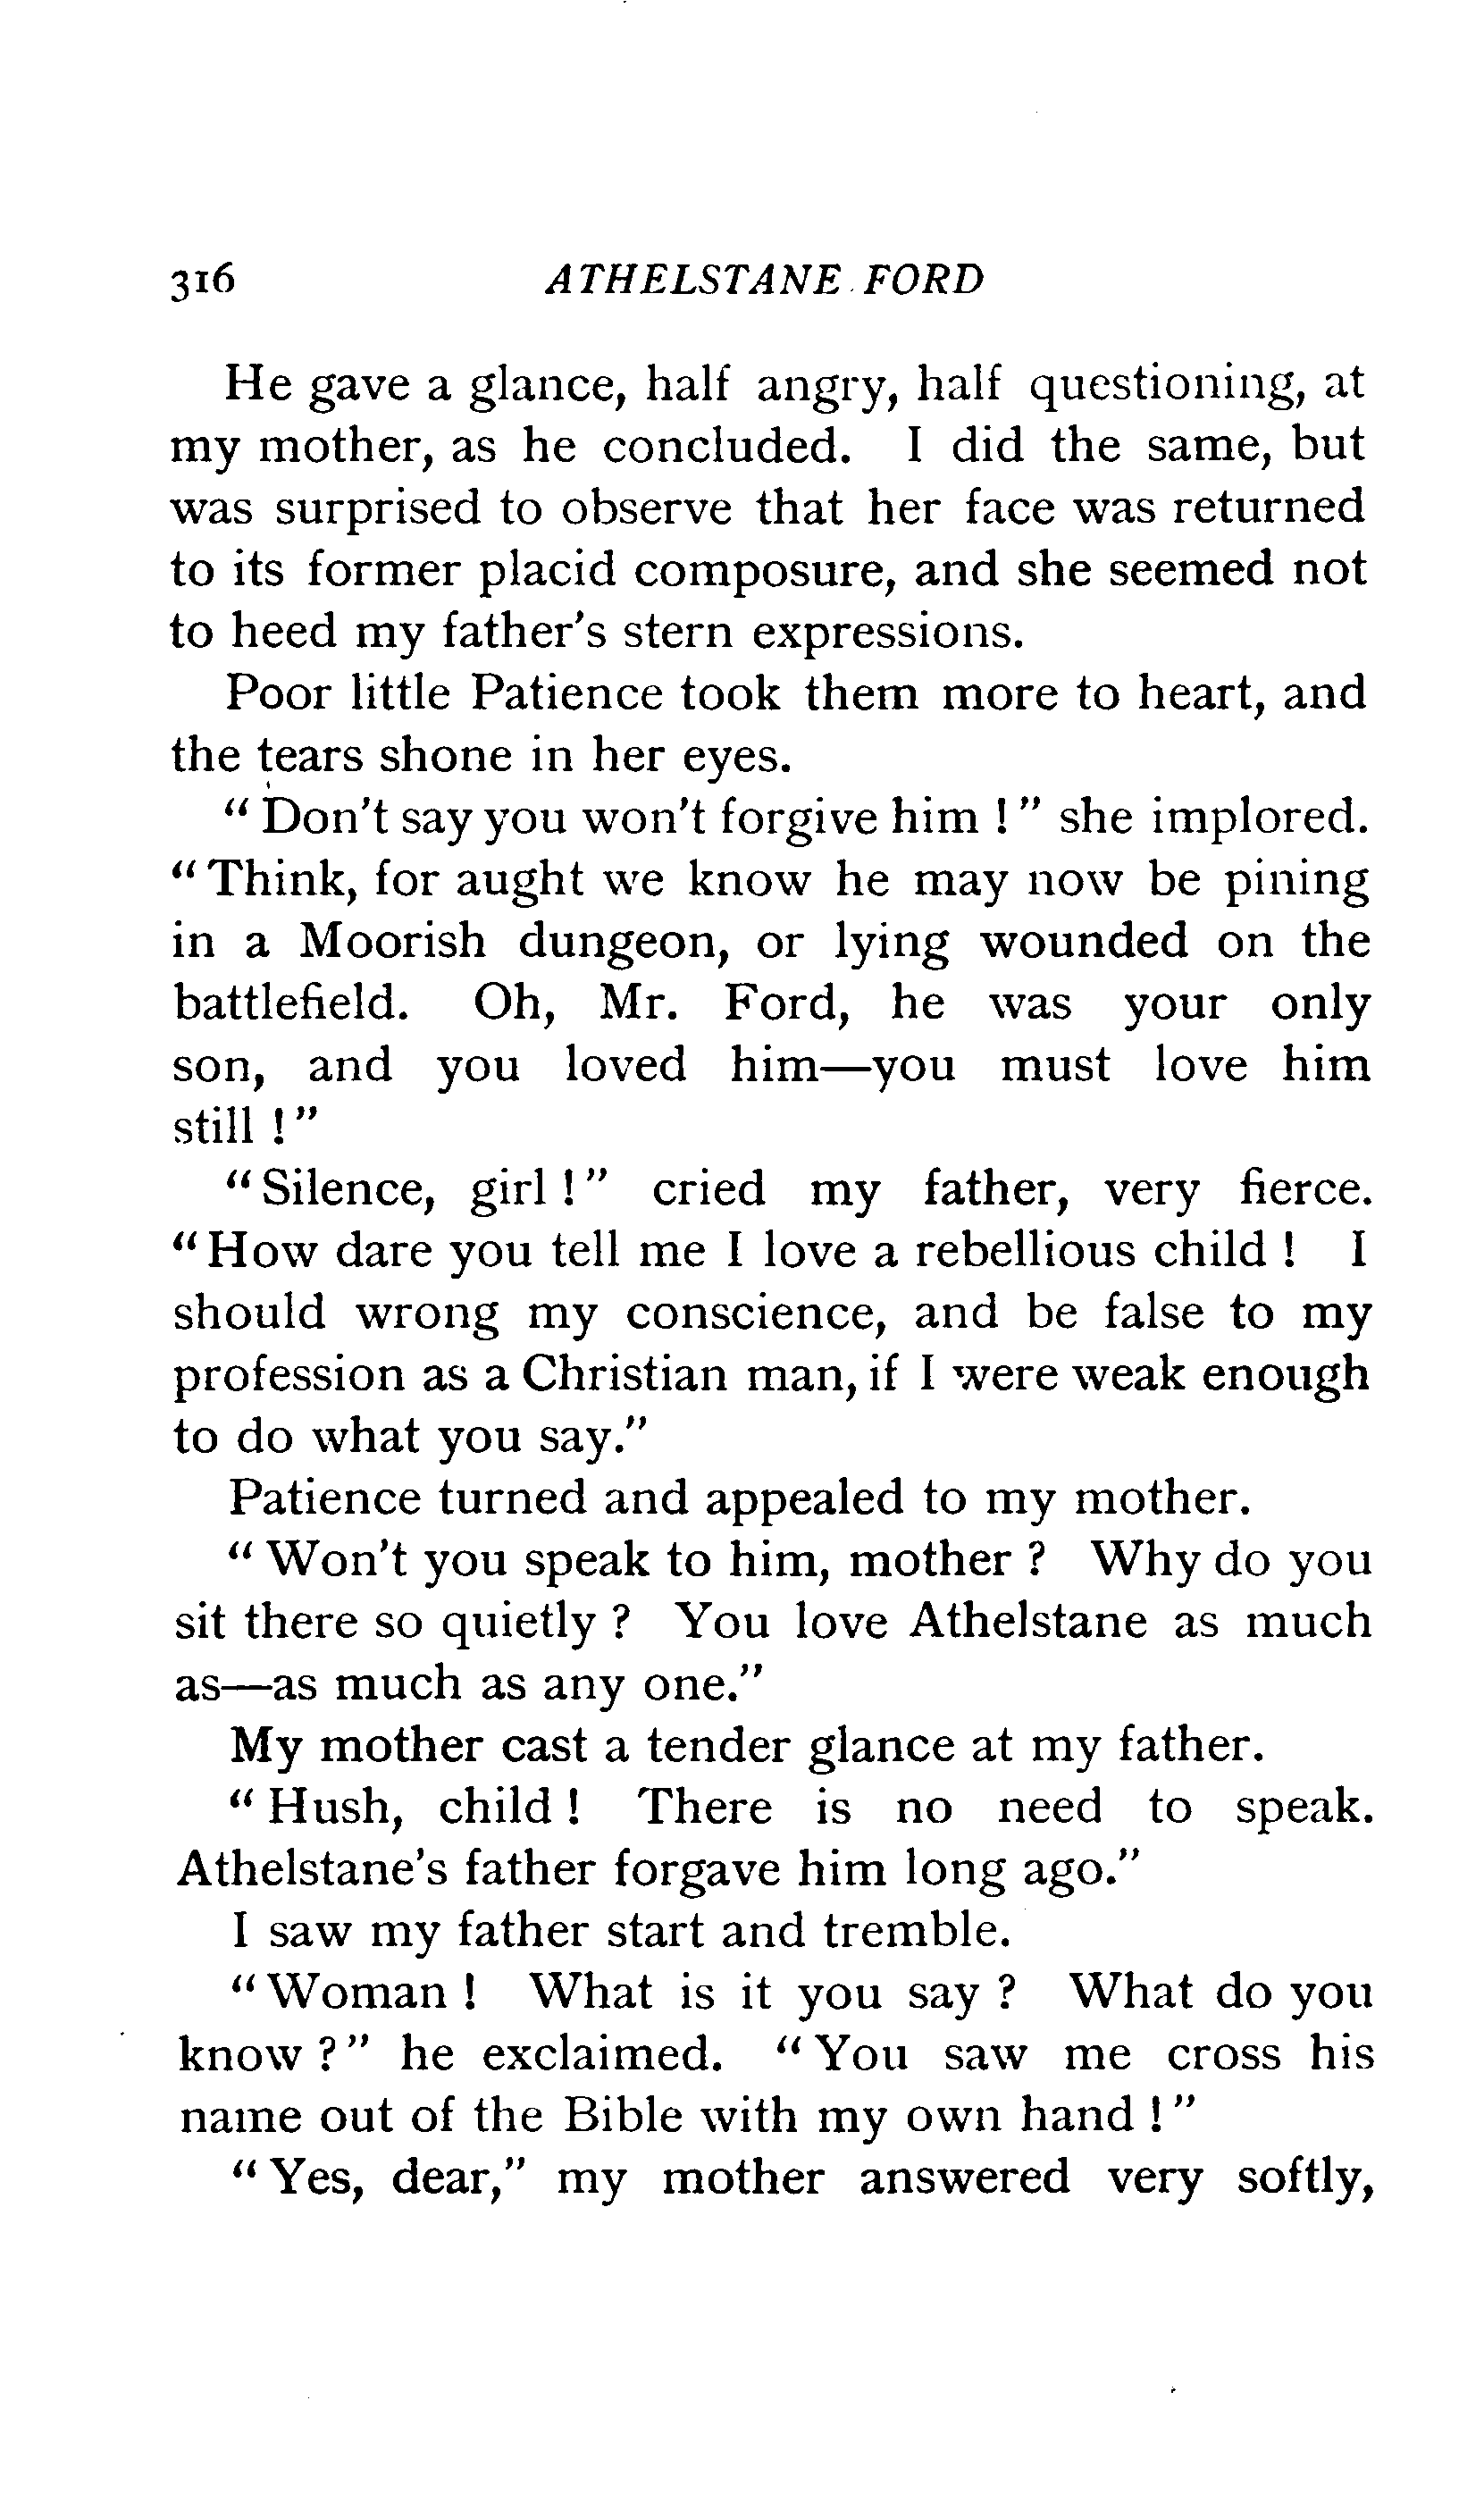 316 ATHELSTANE FORD
He gave a glance, half angry, half questioning, at
my mother, as he concluded. I did the same, but
was surprised to observe that her face was returned
to its former placid composure, and she seemed not
to heed my father's stern expressions.
Poor little Patience took them more to heart, and
the tears shone in her eyes.
"Don't say you won't forgive him!" she implored.
"Think, for aught we know he may now be pining
in a Moorish dungeon, or lying wounded on the
battlefield. Oh, Mr. Ford, he was your only
son, and you loved him—you must love him
still!"
"Silence, girl!" cried my father, very fierce.
"How dare you tell me I love a rebellious child! I
should wrong my conscience, and be false to my
profession as a Christian man, if I were weak enough
to do what you say."
Patience turned and appealed to my mother.
"Won't you speak to him, mother? Why do you
sit there so quietly? You love Athelstane as much
as—as much as any one."
My mother cast a tender glance at my father.
"Hush, child! There is no need to speak.
Athelstane's father forgave him long ago."
I saw my father start and tremble.
"Woman! What is it you say? What do you
know?" he exclaimed. "You saw me cross his
name out of the Bible with my own hand!"
"Yes, dear," my mother answered very softly,